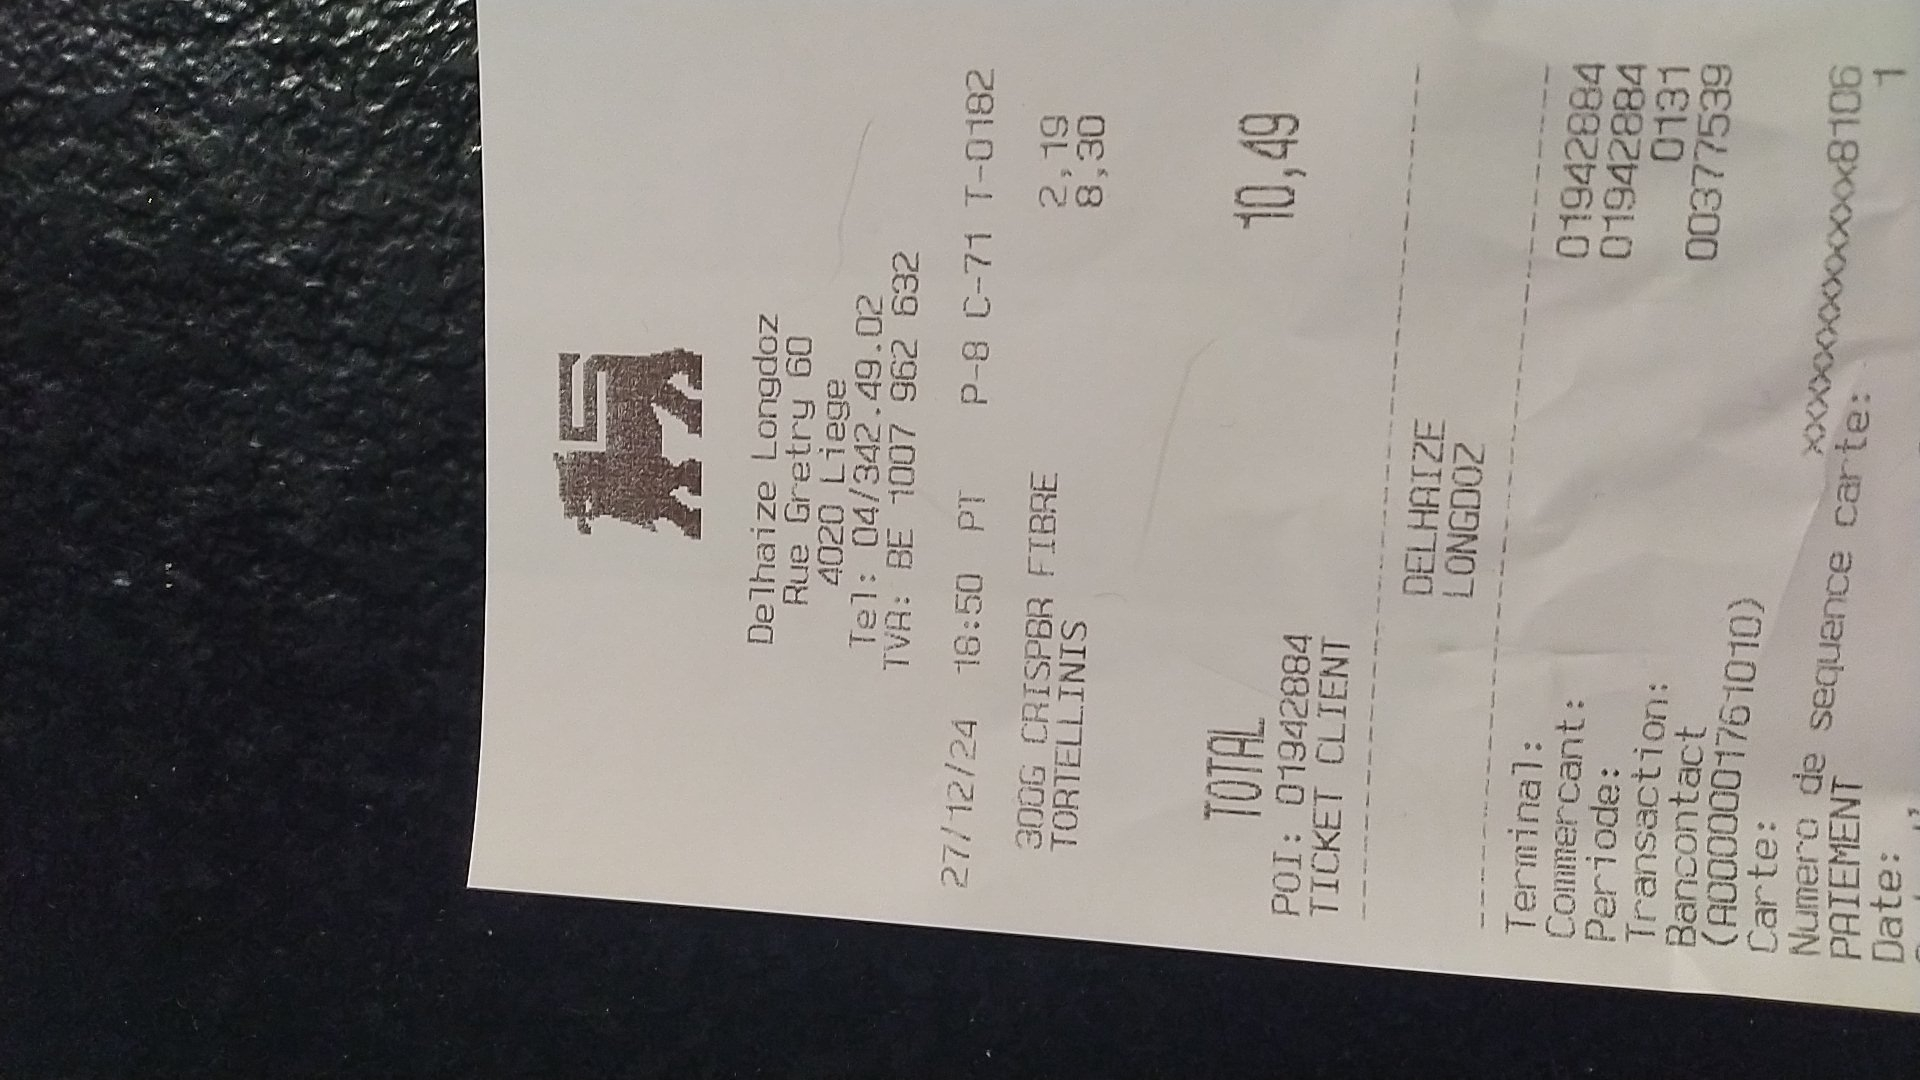 Delhaize Longdoz
Rue Gretry 60
4020 Liege
Tel: 04/342.49.02
TVA: BE 1007 962 632
27/12/24 18:50 PT P-8 C-71 T-0182
300G CRISPBR FIBRE 2,19
TORTELLINIS 8,30
TOTAL 10,49
POI: 01942884
TICKET CLIENT
DELHAIZE
LONGDOZ
Terminal: 01942884
Commercant: 01942884
Periode: 0131
Transaction: 00377539
Bancontact
(A0000001761010)
Carte: xxxxxxxxxxxxx8106
Numero de sequence carte: 1
PAIEMENT
Date: